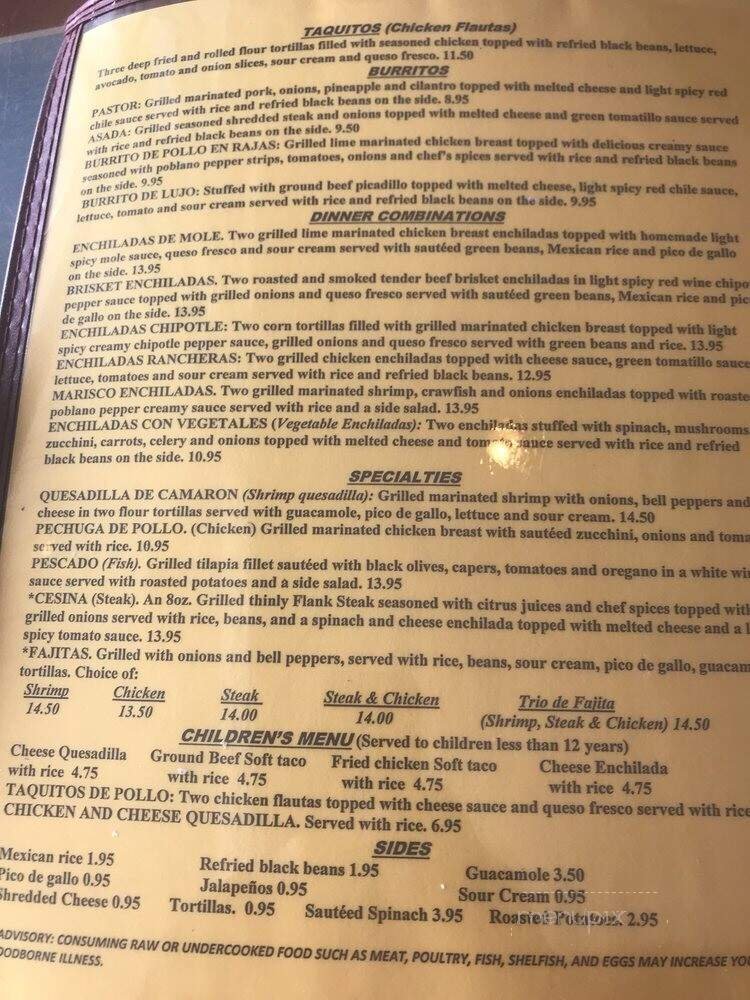 TAQUITOS (Chicken Flautas)
Three deep fried and rolled flour tortillas filled with seasoned chicken topped with refried black beans, lettuce,
avocado, tomato and onion slices, sour cream and queso fresco. 11.50
BURRITOS
PASTOR: Grilled marinated pork, onions, pineapple and cilantro topped with melted cheese and light spicy red
chile sauce served with rice and refried black beans on the side. 8.95
ASADA: Grilled seasoned shredded steak and onions topped with melted cheese and green tomatillo sauce served
with rice and refried black beans on the side. 9.50
BURRITO DE POLLO EN RAJAS: Grilled lime marinated chicken breast topped with delicious creamy sauce
seasoned with poblano pepper strips, tomatoes, onions and chef's spices served with rice and refried black beans
on the side. 9.95
BURRITO DE LUJO: Stuffed with ground beef picadillo topped with melted cheese, light spicy red chile sauce,
lettuce, tomato and sour cream served with rice and refried black beans on the side. 9.95
DINNER COMBINATIONS
ENCHILADAS DE MOLE. Two grilled lime marinated chicken breast enchiladas topped with homemade light
spicy mole sauce, queso fresco and sour cream served with sautéed green beans, Mexican rice and pico de gallo
on the side. 13.95
BRISKET ENCHILADAS. Two roasted and smoked tender beef brisket enchiladas in light spicy red wine chipo
pepper sauce topped with grilled onions and queso fresco served with sautéed green beans, Mexican rice and pic
de gallo on the side. 13.95
ENCHILADAS CHIPOTLE: Two corn tortillas filled with grilled marinated chicken breast topped with light
spicy creamy chipotle pepper sauce, grilled onions and queso fresco served with green beans and rice. 13.95
ENCHILADAS RANCHERAS: Two grilled chicken enchiladas topped with cheese sauce, green tomatillo sauce
lettuce, tomatoes and sour cream served with rice and refried black beans. 12.95
MARISCO ENCHILADAS. Two grilled marinated shrimp, crawfish and onions enchiladas topped with roaste
poblano pepper creamy sauce served with rice and a side salad. 13.95
ENCHILADAS CON VEGETALES (Vegetable Enchiladas): Two enchiladas stuffed with spinach, mushrooms
zucchini, carrots, celery and onions topped with melted cheese and tomato sauce served with rice and refried
black beans on the side. 10.95
SPECIALTIES
QUESADILLA DE CAMARON (Shrimp quesadilla): Grilled marinated shrimp with onions, bell peppers and
cheese in two flour tortillas served with guacamole, pico de gallo, lettuce and sour cream. 14.50
PECHUGA DE POLLO. (Chicken) Grilled marinated chicken breast with sautéed zucchini, onions and toma
served with rice. 10.95
PESCADO (Fish). Grilled tilapia fillet sautéed with black olives, capers, tomatoes and oregano in a white wi
sauce served with roasted potatoes and a side salad. 13.95
*CESINA (Steak). An 8oz. Grilled thinly Flank Steak seasoned with citrus juices and chef spices topped with
grilled onions served with rice, beans, and a spinach and cheese enchilada topped with melted cheese and a l
spicy tomato sauce. 13.95
*FAJITAS. Grilled with onions and bell peppers, served with rice, beans, sour cream, pico de gallo, guacam
tortillas. Choice of:
Shrimp Chicken Steak Steak & Chicken Trio de Fajita
14.50 13.50 14.00 14.00 (Shrimp, Steak & Chicken) 14.50
CHILDREN'S MENU (Served to children less than 12 years)
Cheese Quesadilla Ground Beef Soft taco Fried chicken Soft taco Cheese Enchilada
with rice 4.75 with rice 4.75 with rice 4.75 with rice 4.75
TAQUITOS DE POLLO: Two chicken flautas topped with cheese sauce and queso fresco served with rice
CHICKEN AND CHEESE QUESADILLA. Served with rice. 6.95
SIDES
Mexican rice 1.95 Refried black beans 1.95 Guacamole 3.50
Pico de gallo 0.95 Jalapeños 0.95 Sour Cream 0.95
Shredded Cheese 0.95 Tortillas. 0.95 Sautéed Spinach 3.95 Roasted Potatoes. 2.95
ADVISORY: CONSUMING RAW OR UNDERCOOKED FOOD SUCH AS MEAT, POULTRY, FISH, SHELFISH, AND EGGS MAY INCREASE YO
OODBORNE ILLNESS.